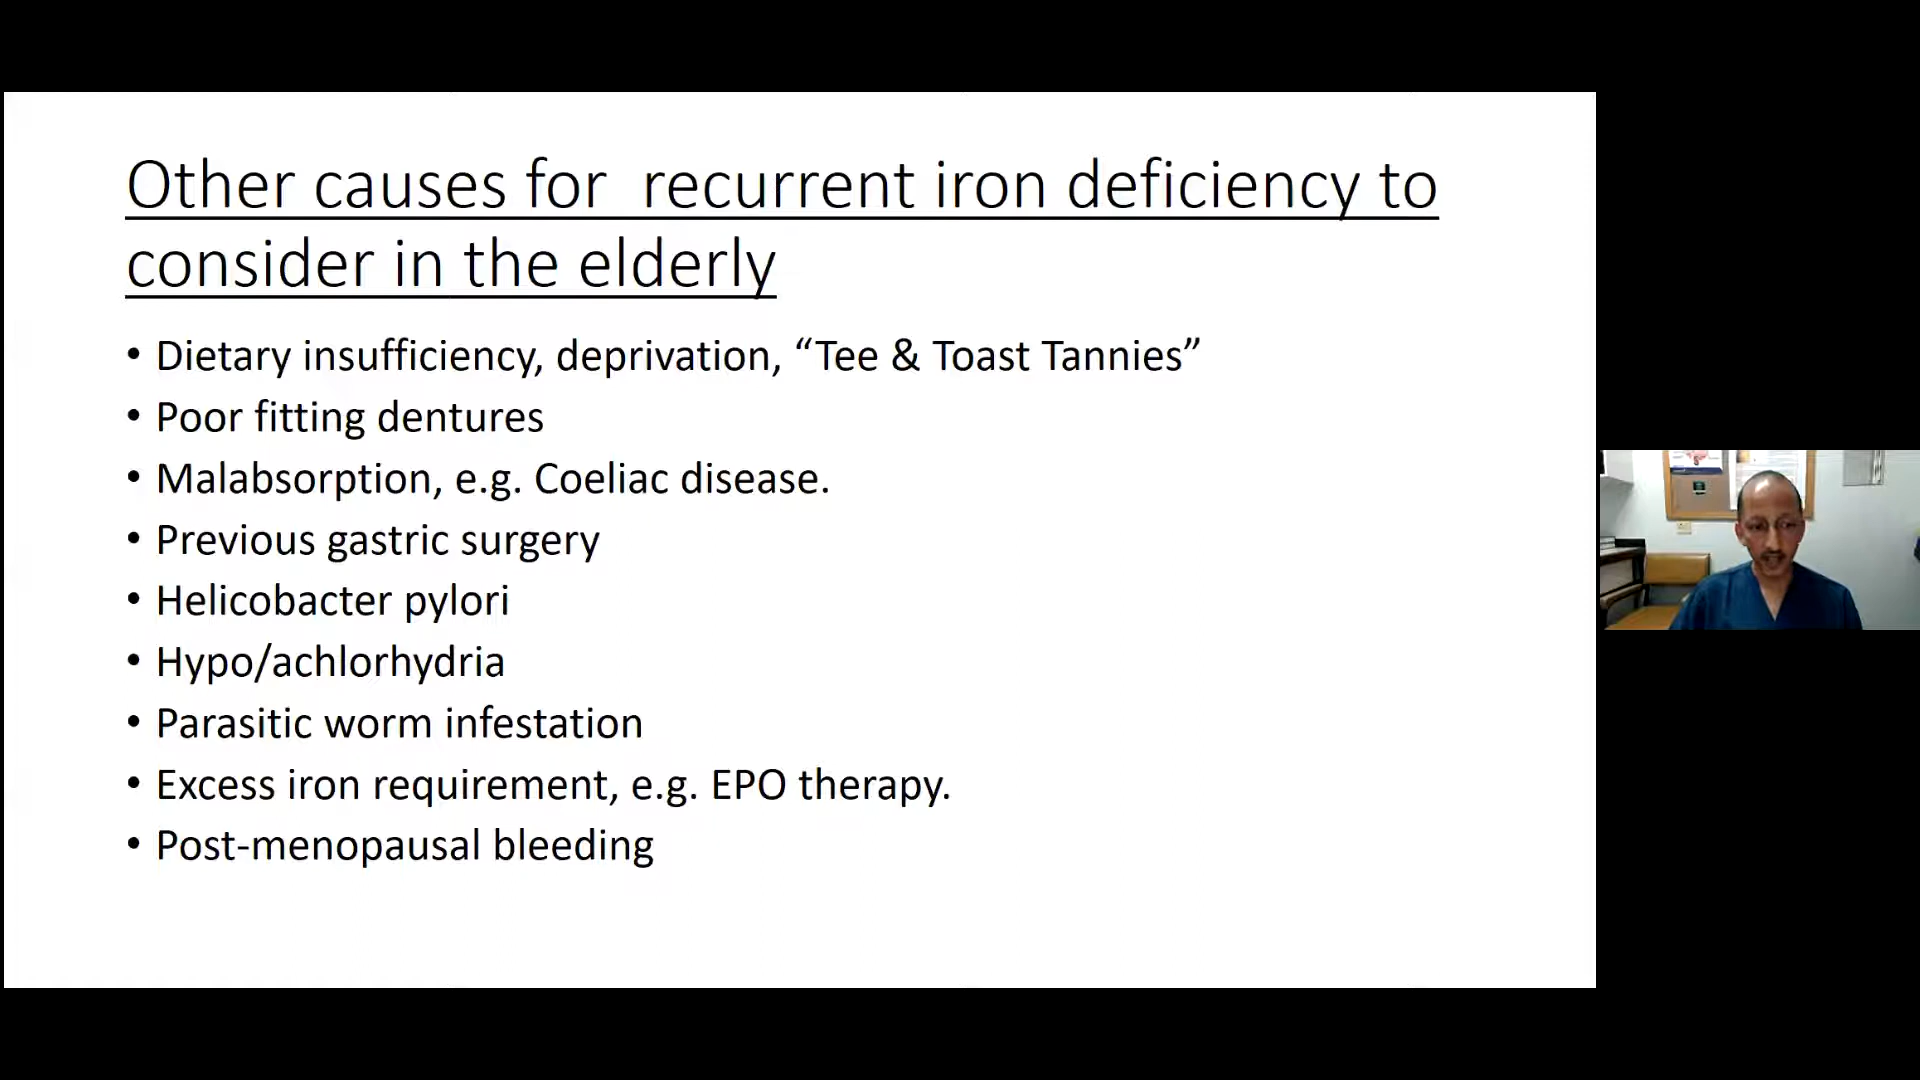 Other causes for  recurrent iron deficiency to
consider in the elderly
• Dietary insufficiency, deprivation, “Tee & Toast Tannies”
• Poor fitting dentures
• Malabsorption, e.g. Coeliac disease.
• Previous gastric surgery
• Helicobacter pylori
• Hypo/achlorhydria
• Parasitic worm infestation
• Excess iron requirement, e.g. EPO therapy.
• Post-menopausal bleeding